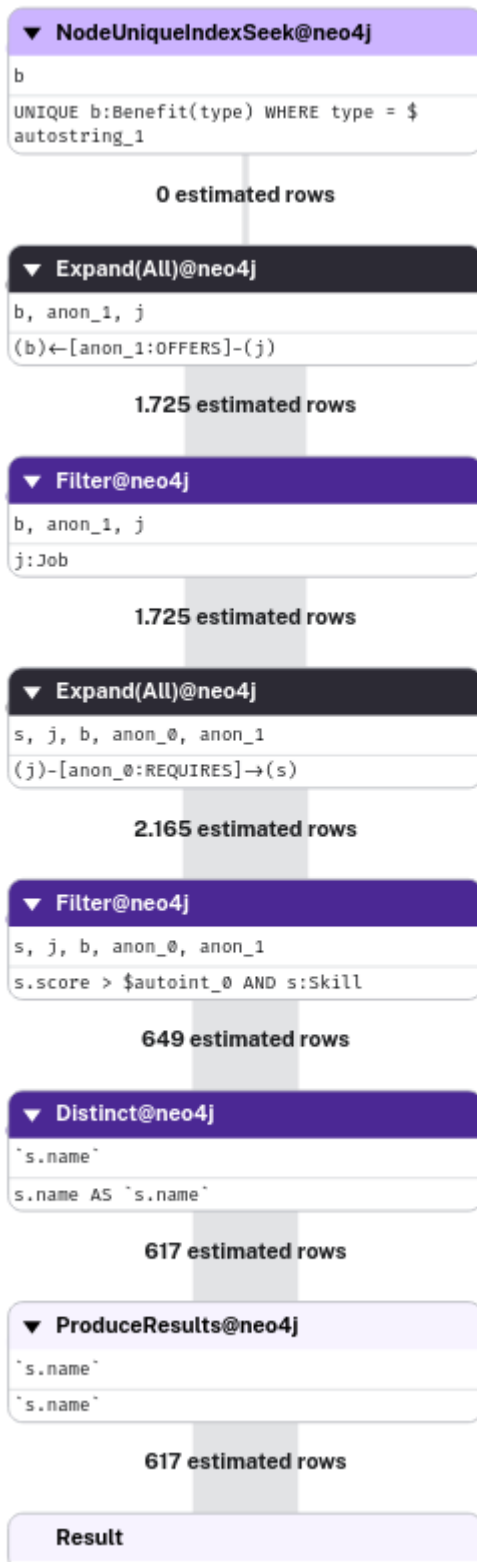 NodeUniqueIndexSeek@neo4j
b
UNIQUE b:Benefit(type) WHERE type = $
autostring_1
0 estimated rows
Expand(All)@neo4j
b, anon_1, j
(b)←[anon_1:OFFERS]-(j)
1.725 estimated rows
Filter@neo4j
b, anon_1, j
j:Job
1.725 estimated rows
Expand(All)@neo4j
s, j, b, anon_0, anon_1
(j)-[anon_0:REQUIRES]→(s)
2.165 estimated rows
Filter@neo4j
s, j, b, anon_0, anon_1
s.score > $autoint_0 AND s:Skill
649 estimated rows
Distinct@neo4j
`s.name`
s.name AS `s.name`
617 estimated rows
ProduceResults@neo4j
`s.name`
`s.name`
617 estimated rows
Result